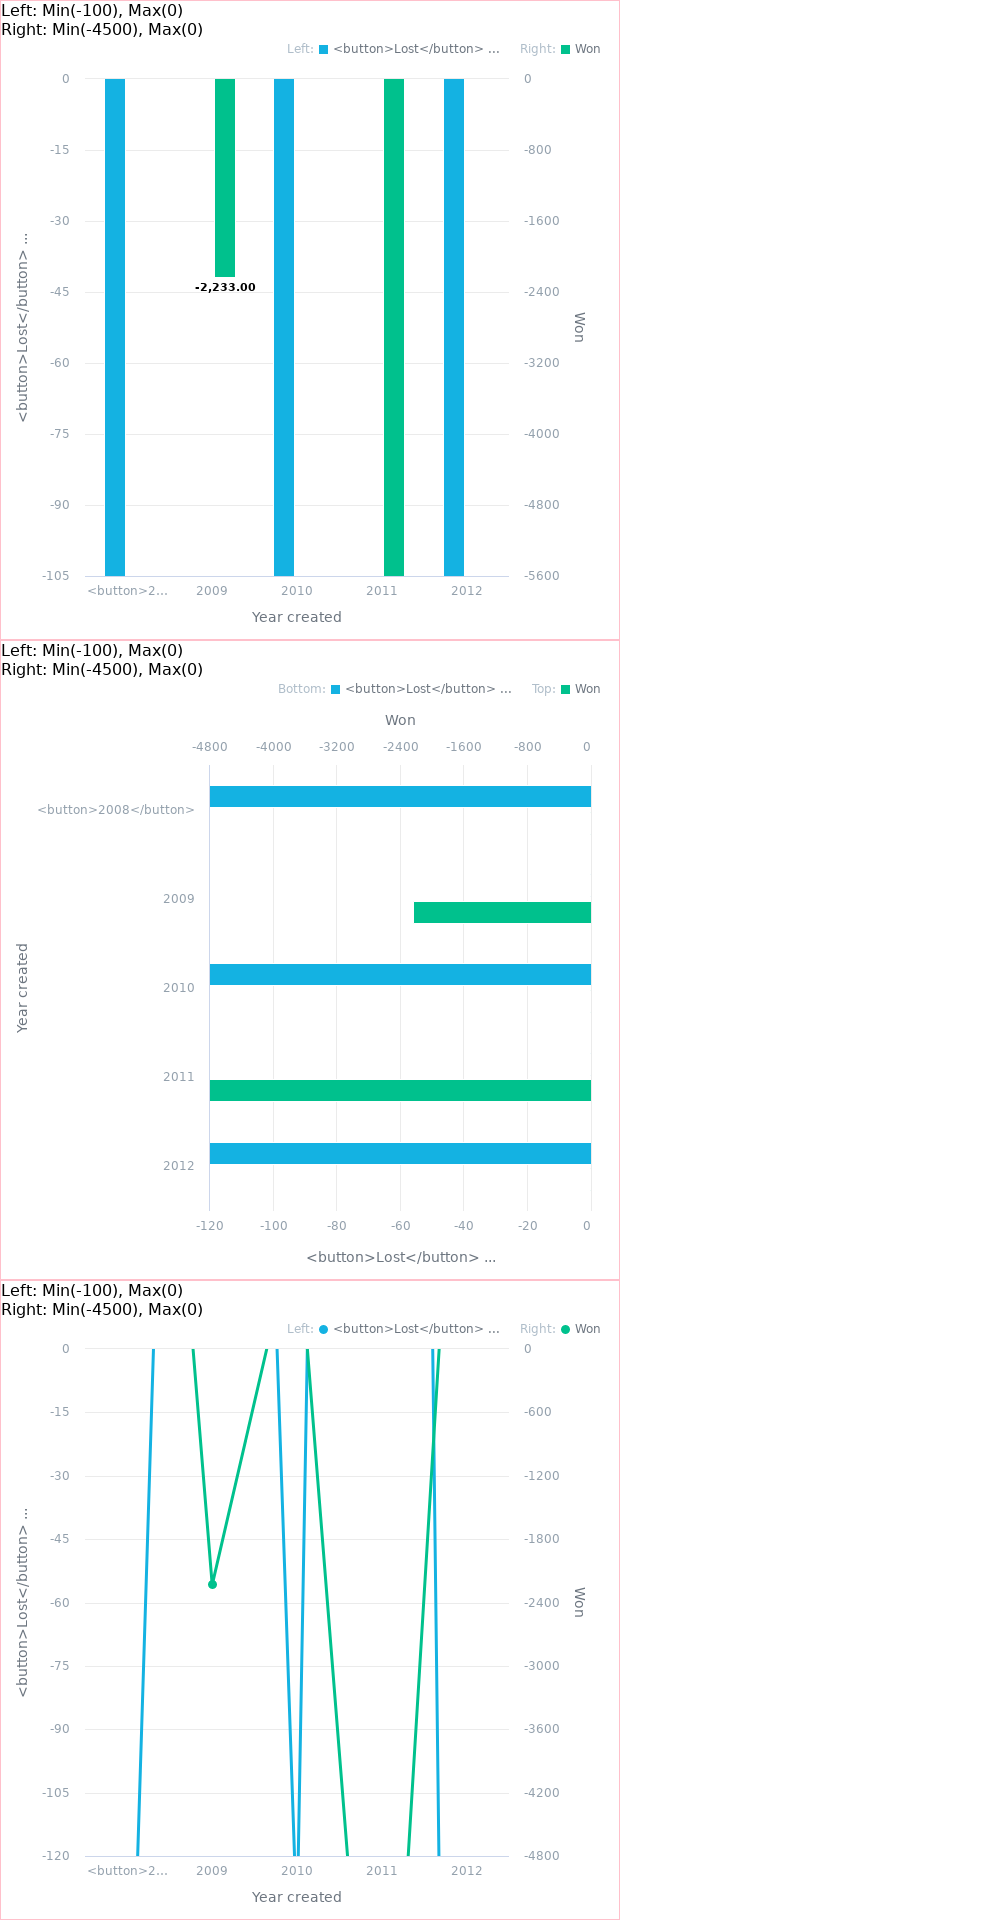 Left: Min(-100), Max(0)
Right: Min(-4500), Max(0)
Left: <button>Lost</button> ... Right: Won
0 0
-15 -800
-30 -1600
-2,233.00
-45 -2400
<button>Lost</button> ...
Won
-60 -3200
-75 -4000
-90 -4800
-105 -5600
<button>2... 2009 2010 2011 2012
Year created
Left: Min(-100), Max(0)
Right: Min(-4500), Max(0)
Bottom: <button>Lost</button> ... Top: Won
Won
-4800 -4000 -3200 -2400 -1600 -800 0
<button>2008</button>
2009
2010
Year created
2011
2012
-120 -100 -80 -60 -40 -20 0
<button>Lost</button> ...
Left: Min(-100), Max(0)
Right: Min(-4500), Max(0)
Left: <button>Lost</button> ... Right: Won
0 0
-15 -600
-30 -1200
-45 -1800
<button>Lost</button> ...
Won
-60 -2400
-75 -3000
-90 -3600
-105 -4200
-120 -4800
<button>2... 2009 2010 2011 2012
Year created